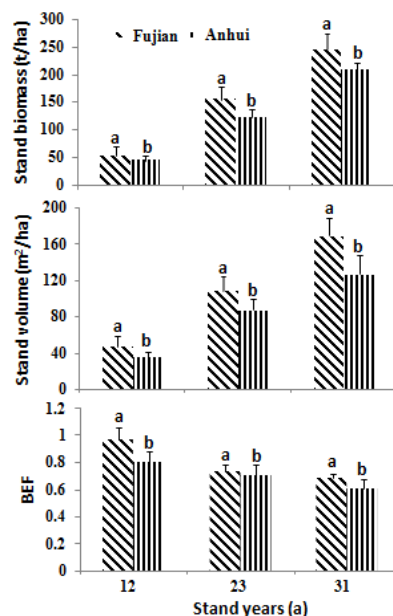 Fujian Anhui
Stand biomass (t/ha)
300
250
200
150
100
50
0
a b a b a b
Stand volume (m²/ha)
200
160
120
80
40
0
a b a b a b
BEF
1.2
1
0.8
0.6
0.4
0.2
0
a b a b a b
12 23 31
Stand years (a)